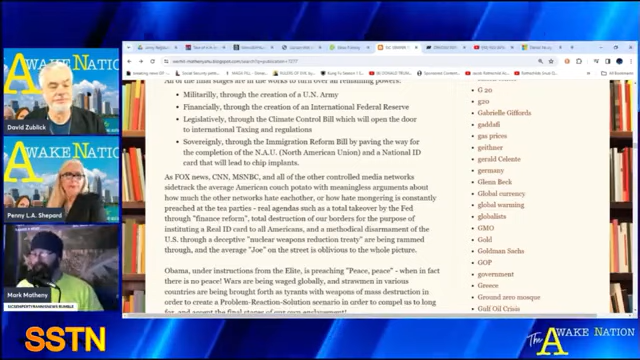 AWAKE NATION
David Zublick
AWAKE NATION
Penny L.A. Shepard
Mark Matheny
SSTN
All of the final stages are in the works to turn over all remaining powers:
• Militarily, through the creation of a U.N. Army
• Financially, through the creation of an International Federal Reserve
• Legislatively, through the Climate Control Bill which will open the door
to international Taxing and regulations
• Sovereignly, through the Immigration Reform Bill by paving the way
for the completion of the N.A.U. (North American Union) and a National ID
card that will lead to chip implants.
As FOX news, CNN, MSNBC, and all of the other controlled media networks
sidetrack the average American couch potato with meaningless arguments about
how much the other networks hate eachother, or how hate mongering is constantly
preached at the tea parties - real agendas such as a total takeover by the Fed
through "finance reform", total destruction of our borders for the purpose of
instituting a Real ID card to all Americans, and a methodical disarmament of the
U.S. through a deceptive "nuclear weapons reduction treaty" are being rammed
through, and the average "Joe" on the street is oblivious to the whole picture.
Obama, under instructions from the Elite, is preaching "Peace, peace" - when in fact
there is no peace! Wars are being waged globally, and strawmen in various
countries are being brought forth as tyrants with weapons of mass destruction in
order to create a Problem-Reaction-Solution scenario in order to compel us to long
for, and accept the final stages of our own enslavement!
G 20
g20
Gabrielle Giffords
gaddafi
gas prices
geithner
gerald Celente
germany
Glenn Beck
Global currency.
global warming
globalists
GMO
Gold
Goldman Sachs
GOP
government
Greece
Ground zero mosque
Gulf Oil Crisis
The AWAKE NATION